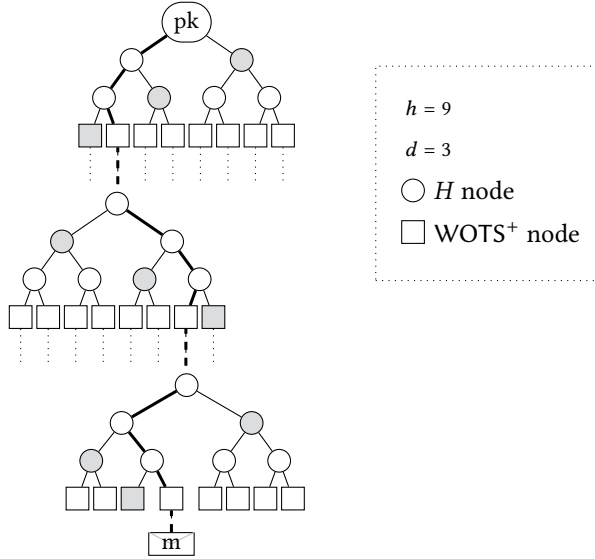 pk
h = 9
d = 3
H node
WOTS⁺ node
m